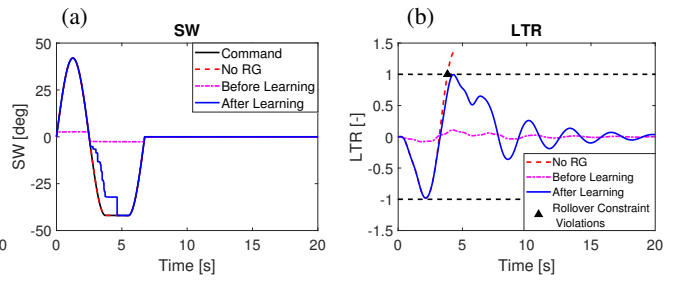 (a)
SW
50
25
0
-25
-50
SW [deg]
0
5
10
15
20
Time [s]
Command
No RG
Before Learning
After Learning
(b)
LTR
1.5
1
0.5
0
-0.5
-1
-1.5
LTR [-]
0
5
10
15
20
Time [s]
No RG
Before Learning
After Learning
Rollover Constraint
Violations
0